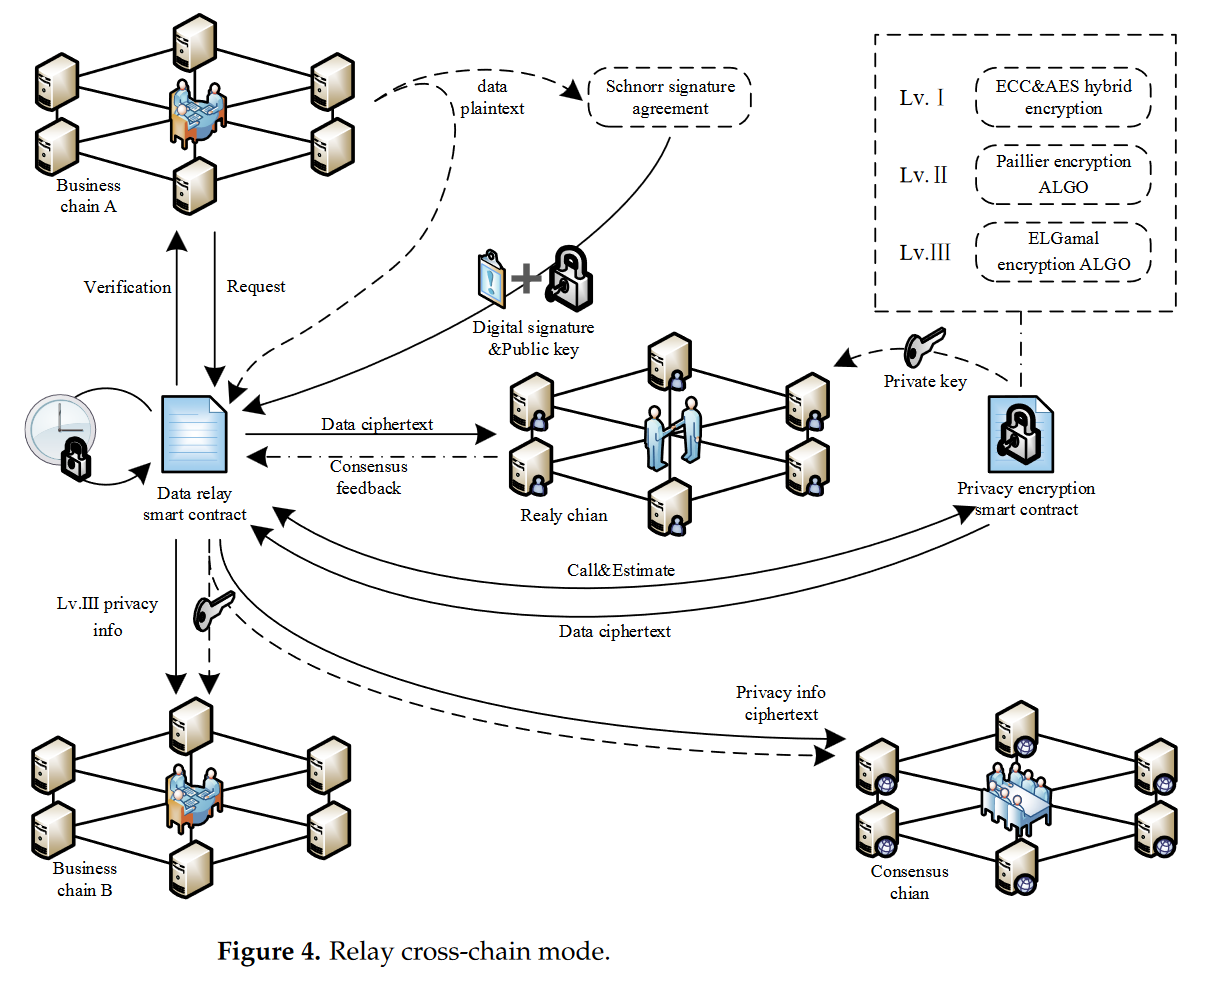 data
plaintext
Schnorr signature
agreement
Lv. Ⅰ
ECC&AES hybrid
encryption
Lv. Ⅱ
Paillier encryption
ALGO
Lv.Ⅲ
ELGamal
encryption ALGO
Business
chain A
Verification
Request
Digital signature
&Public key
Private key
Data ciphertext
Consensus
feedback
Data relay
smart contract
Realy chian
Privacy encryption
smart contract
Call&Estimate
Data ciphertext
Lv.Ⅲ privacy
info
Privacy info
ciphertext
Business
chain B
Consensus
chian
Figure 4. Relay cross-chain mode.